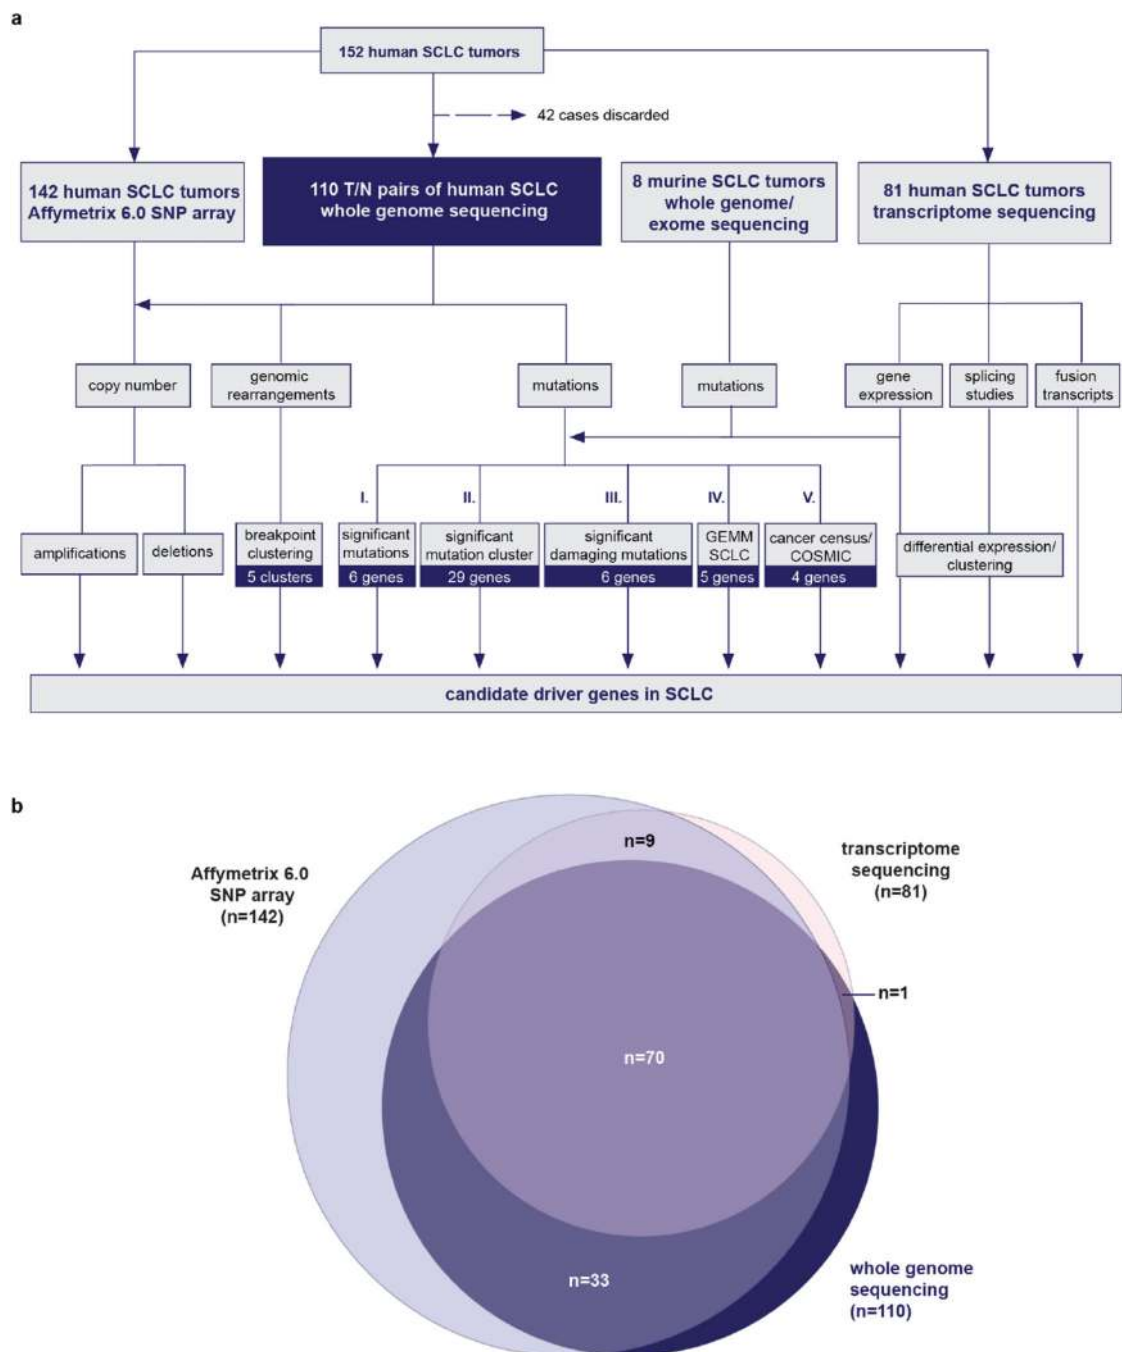 a
152 human SCLC tumors
42 cases discarded
142 human SCLC tumors
Affymetrix 6.0 SNP array
110 T/N pairs of human SCLC
whole genome sequencing
8 murine SCLC tumors
whole genome/
exome sequencing
81 human SCLC tumors
transcriptome sequencing
copy number
genomic
rearrangements
mutations
mutations
gene
expression
splicing
studies
fusion
transcripts
I.
II.
III.
IV.
V.
amplifications
deletions
breakpoint
clustering
5 clusters
significant
mutations
6 genes
significant
mutation cluster
29 genes
significant
damaging mutations
6 genes
GEMM
SCLC
5 genes
cancer census/
COSMIC
4 genes
differential expression/
clustering
candidate driver genes in SCLC
b
Affymetrix 6.0
SNP array
(n=142)
n=9
transcriptome
sequencing
(n=81)
n=1
n=70
n=33
whole genome
sequencing
(n=110)